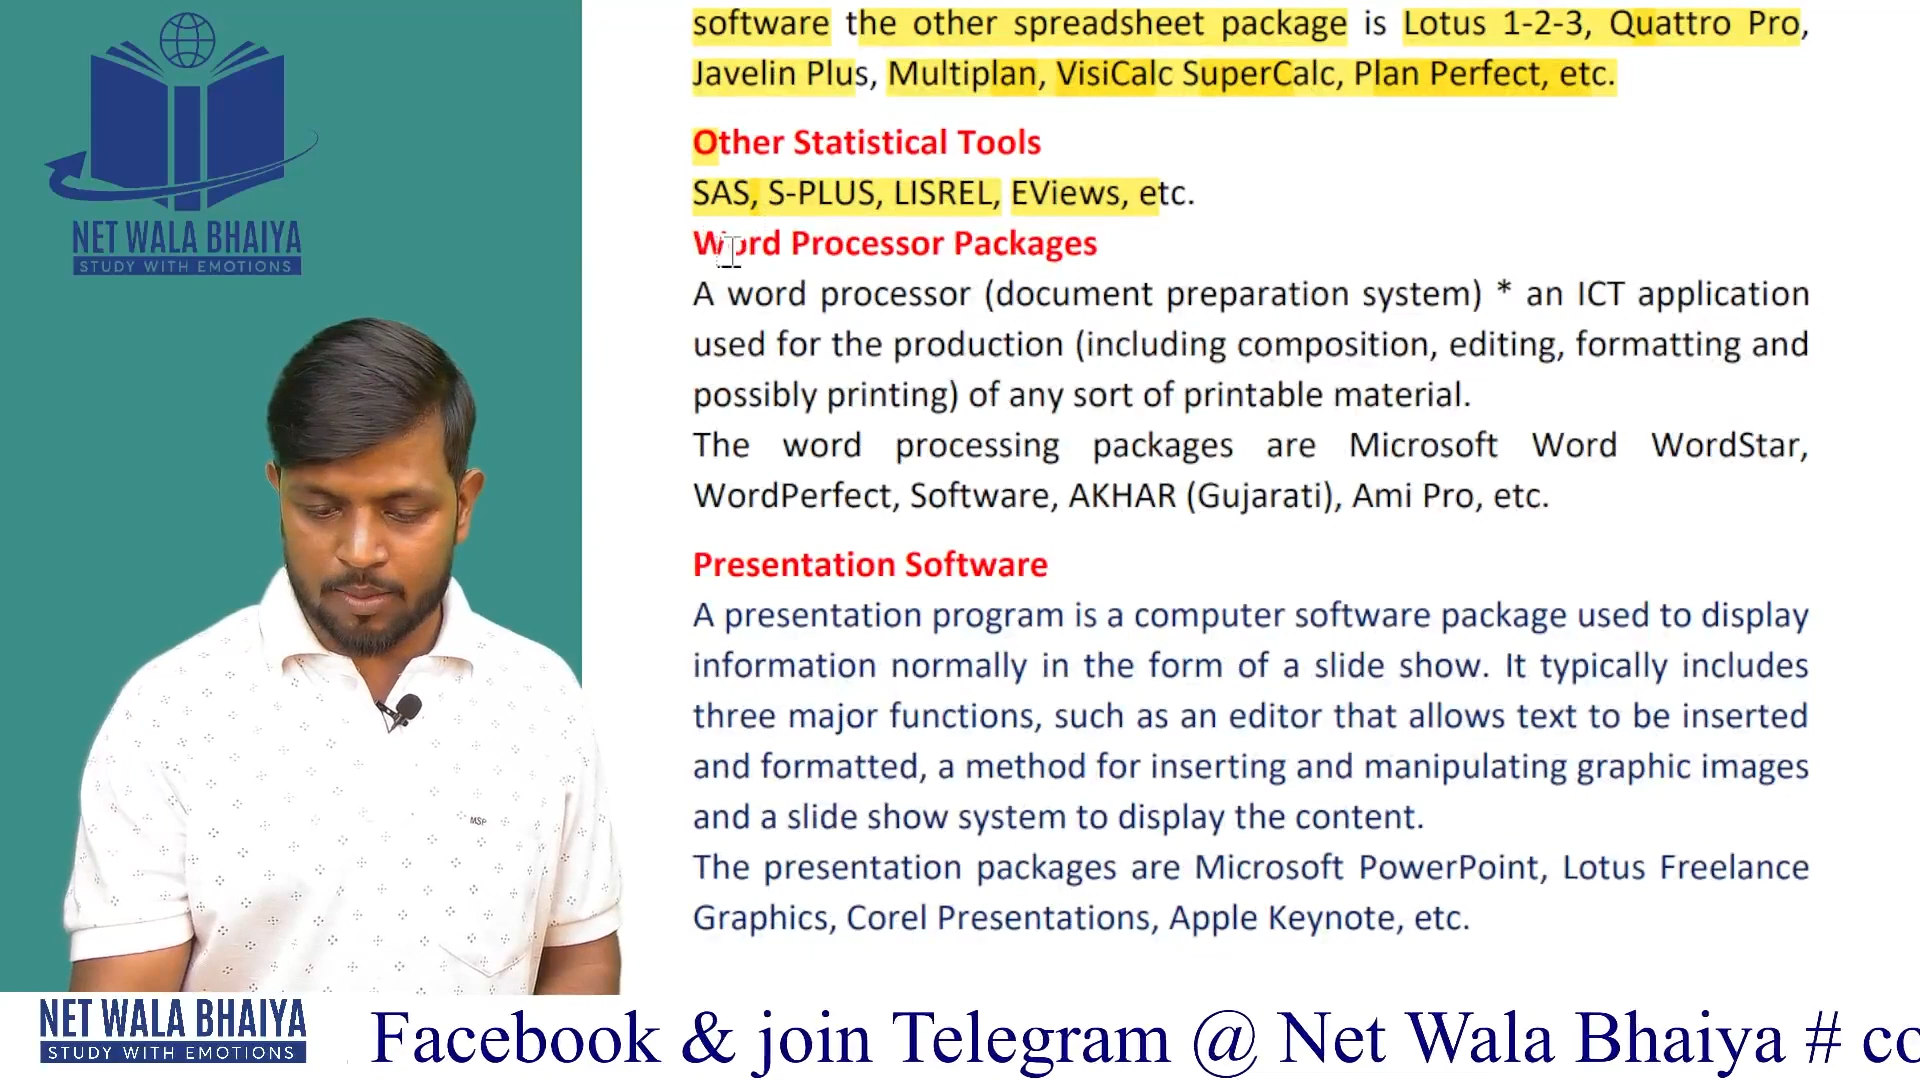 NET WALA BHAIYA
STUDY WITH EMOTIONS
software the other spreadsheet package is Lotus 1-2-3, Quattro Pro,
Javelin Plus, Multiplan, VisiCalc SuperCalc, Plan Perfect, etc.
Other Statistical Tools
SAS, S-PLUS, LISREL, EViews, etc.
Word Processor Packages
A word processor (document preparation system) * an ICT application
used for the production (including composition, editing, formatting and
possibly printing) of any sort of printable material.
The word processing packages are Microsoft Word WordStar,
WordPerfect, Software, AKHAR (Gujarati), Ami Pro, etc.
Presentation Software
A presentation program is a computer software package used to display
information normally in the form of a slide show. It typically includes
three major functions, such as an editor that allows text to be inserted
and formatted, a method for inserting and manipulating graphic images
and a slide show system to display the content.
The presentation packages are Microsoft PowerPoint, Lotus Freelance
Graphics, Corel Presentations, Apple Keynote, etc.
MSP
NET WALA BHAIYA
STUDY WITH EMOTIONS
Facebook & join Telegram @ Net Wala Bhaiya # co